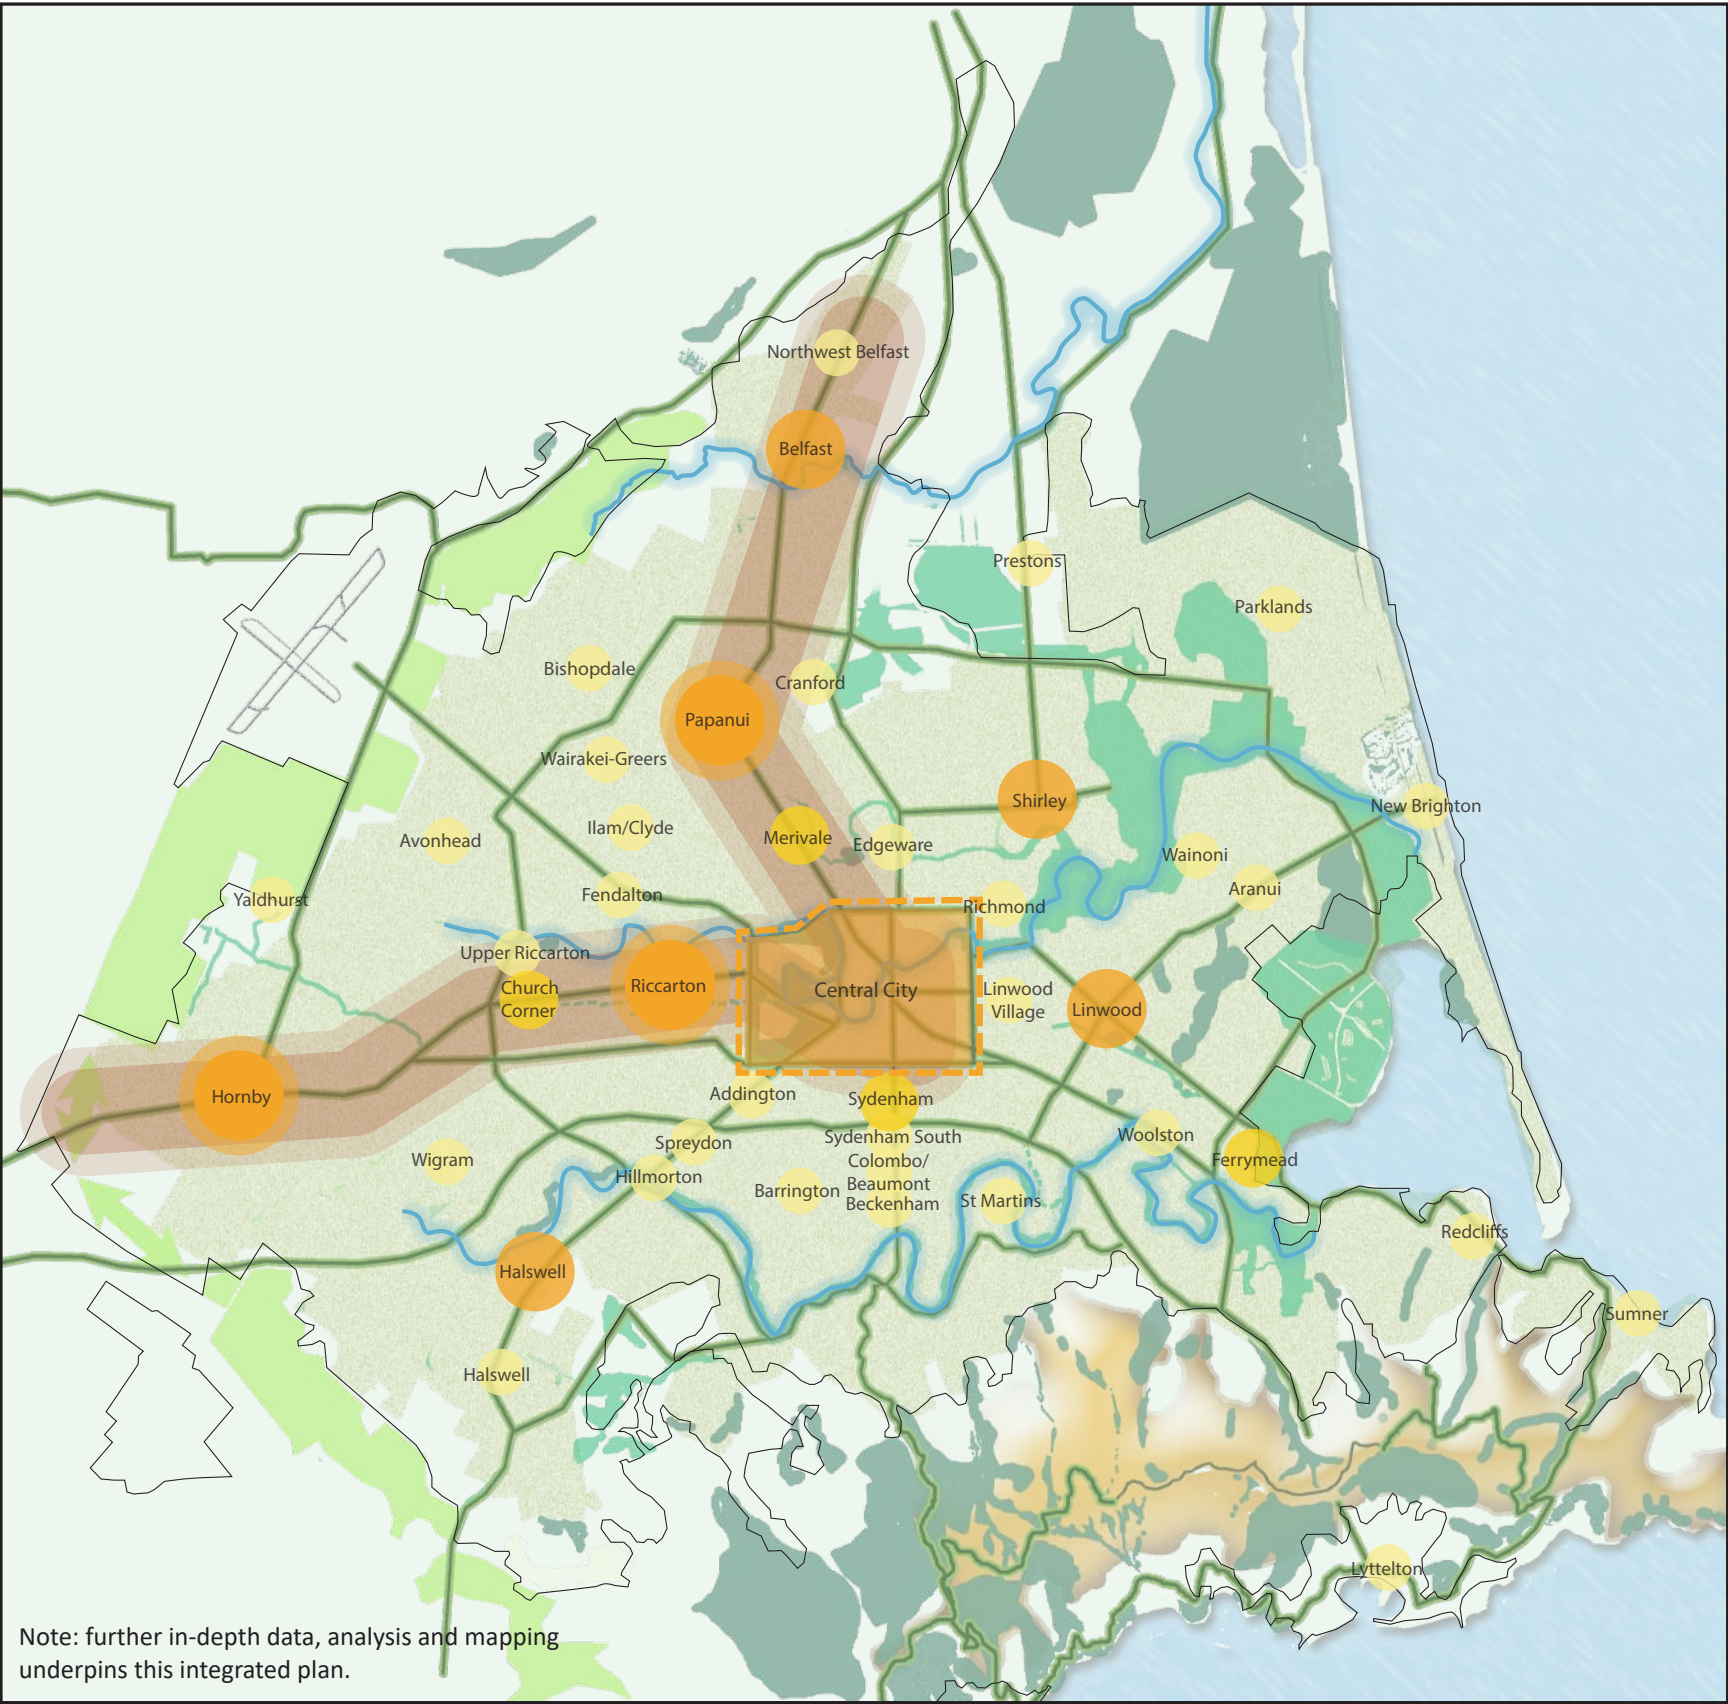 Northwest Belfast
Belfast
Prestons
Parklands
Bishopdale
Cranford
Papanui
Wairakei-Greers
Shirley
New Brighton
Ilam/Clyde
Merivale
Edgeware
Avonhead
Wainoni
Aranui
Fendalton
Yaldhurst
Richmond
Upper Riccarton
Church
Corner
Riccarton
Central City
Linwood
Village
Linwood
Hornby
Addington
Sydenham
Spreydon
Sydenham South
Woolston
Wigram
Colombo/
Beaumont
Beckenham
Ferrymead
Hillmorton
Barrington
St Martins
Redcliffs
Halswell
Sumner
Halswell
Lyttelton
Note: further in-depth data, analysis and mapping
underpins this integrated plan.